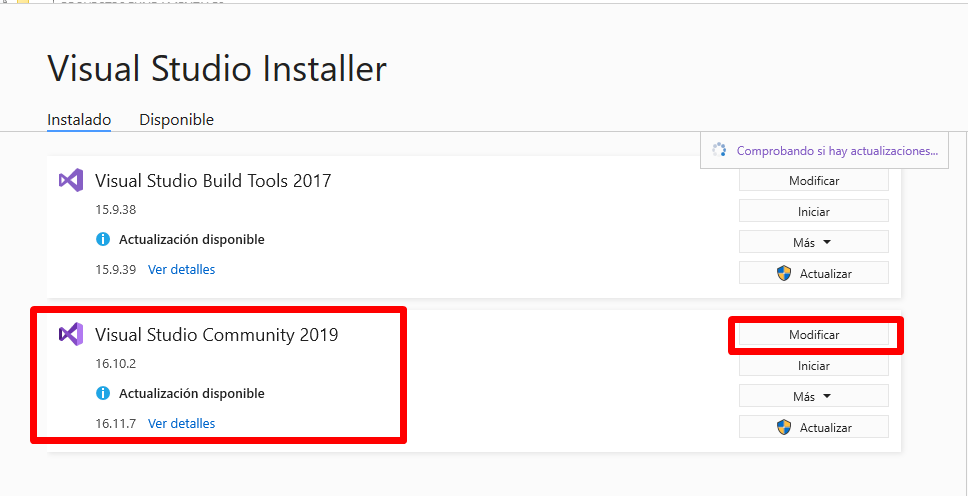 Visual Studio Installer
Instalado
Disponible
Comprobando si hay actualizaciones...
Visual Studio Build Tools 2017
15.9.38
Actualización disponible
15.9.39 Ver detalles
Modificar
Iniciar
Más
Actualizar
Visual Studio Community 2019
16.10.2
Actualización disponible
16.11.7 Ver detalles
Modificar
Iniciar
Más
Actualizar